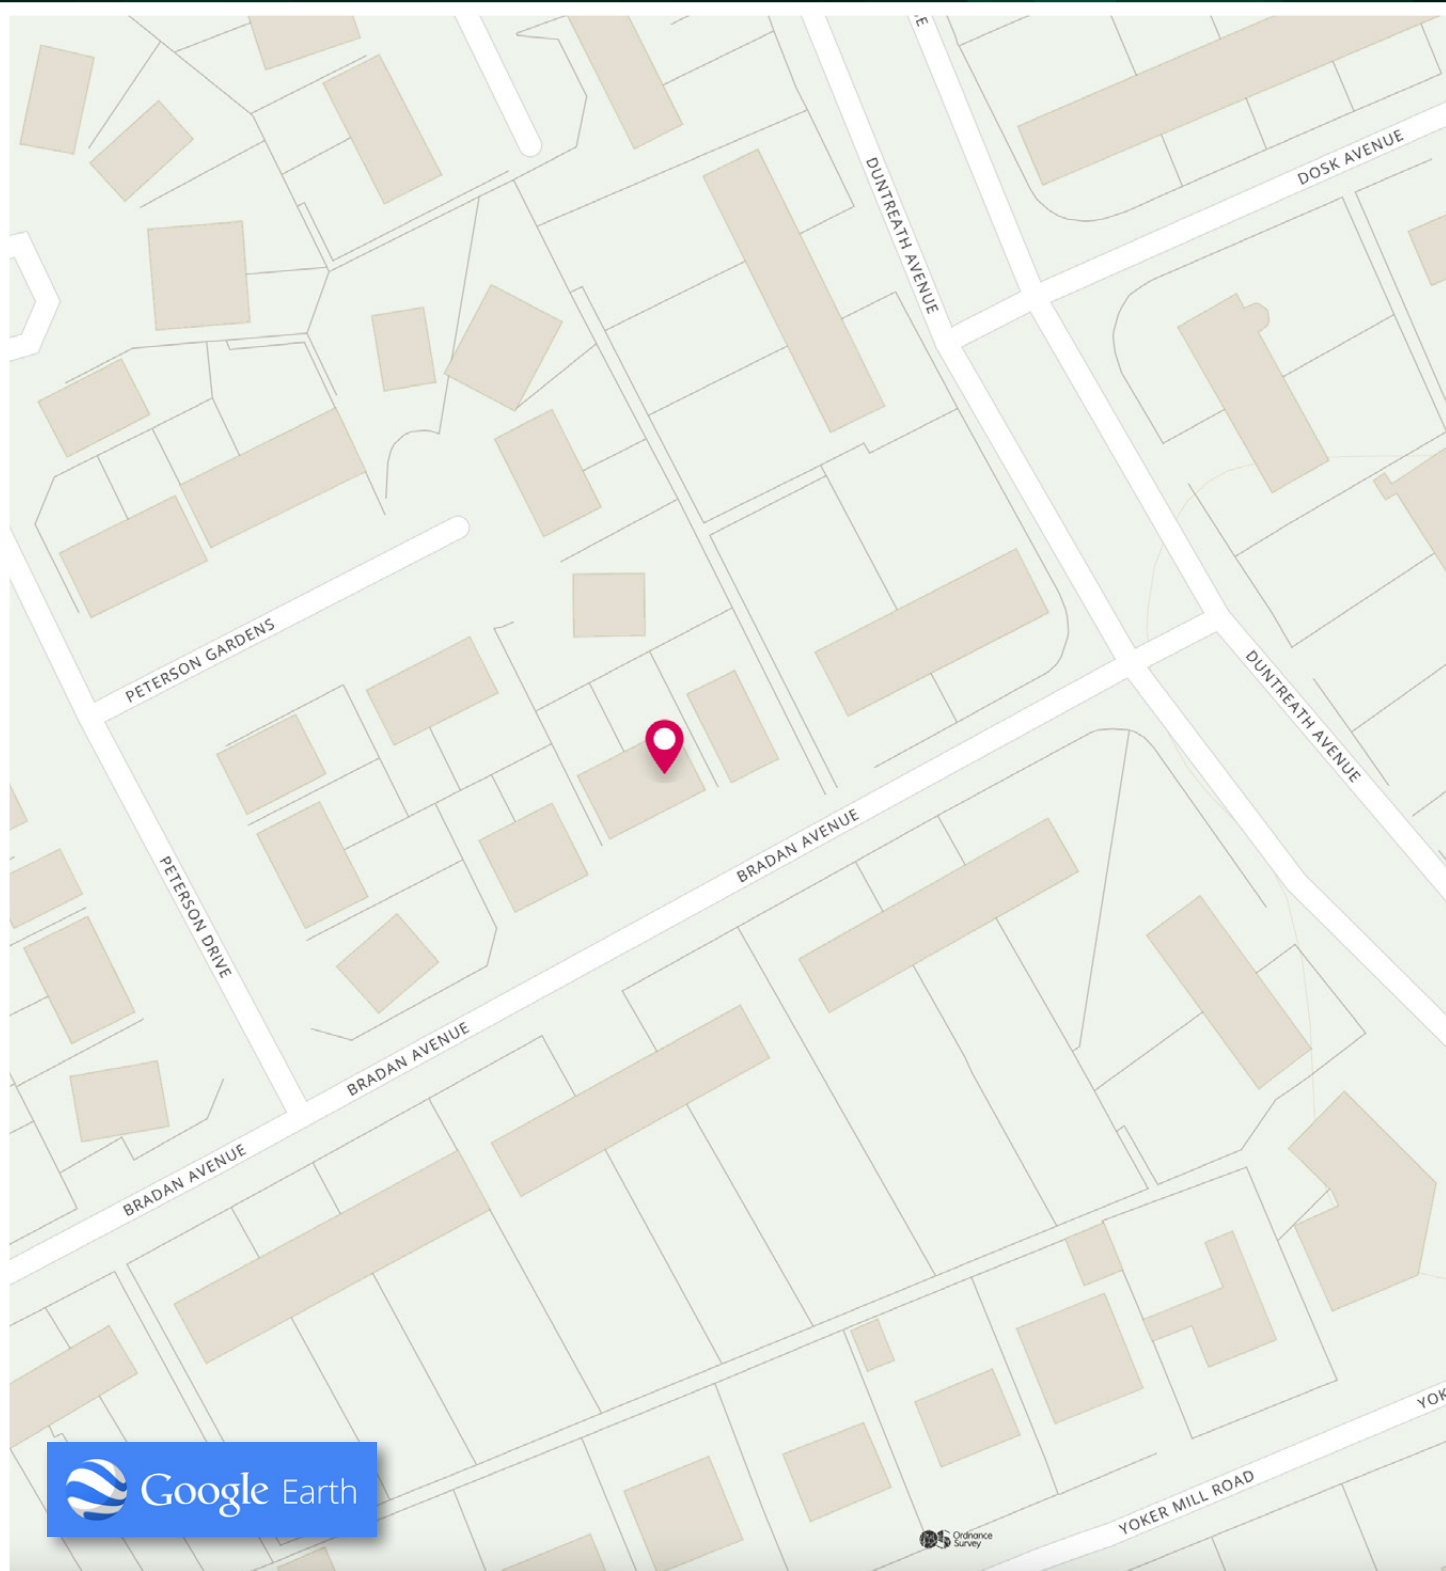 DOSK AVENUE
DUNTREATH AVENUE
PETERSON GARDENS
DUNTREATH AVENUE
BRADAN AVENUE
PETERSON DRIVE
BRADAN AVENUE
BRADAN AVENUE
YOK
Google Earth
YOKER MILL ROAD
Ordnance
Survey